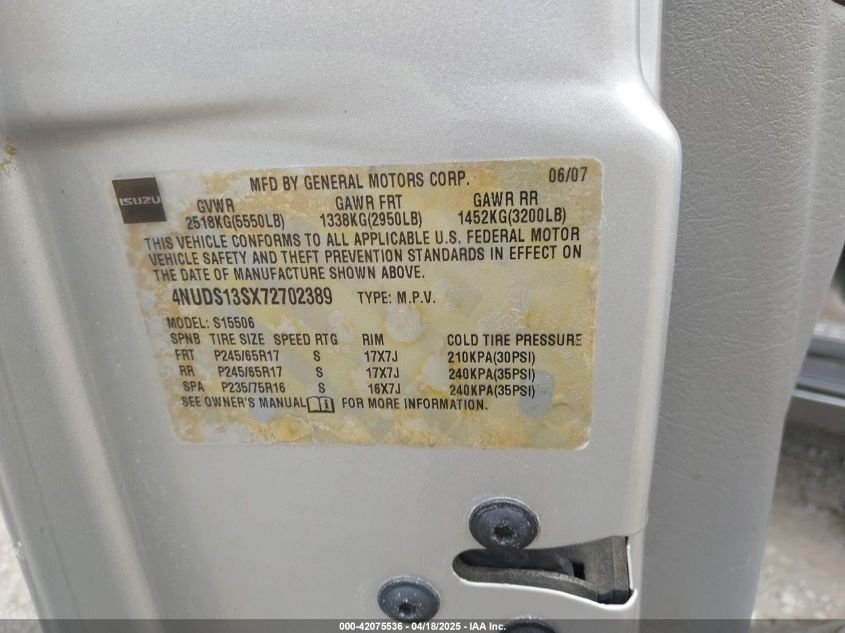 ISUZU
MFD BY GENERAL MOTORS CORP. 06/07
GVWR GAWR FRT GAWR RR
2518KG(5550LB) 1338KG(2950LB) 1452KG(3200LB)
THIS VEHICLE CONFORMS TO ALL APPLICABLE U.S. FEDERAL MOTOR
VEHICLE SAFETY AND THEFT PREVENTION STANDARDS IN EFFECT ON
THE DATE OF MANUFACTURE SHOWN ABOVE.
4NUDS13SX72702389 TYPE: M.P.V.
MODEL: S15506
SPNB TIRE SIZE SPEED RTG RIM COLD TIRE PRESSURE
FRT P245/65R17 S 17X7J 210KPA(30PSI)
RR P245/65R17 S 17X7J 240KPA(35PSI)
SPA P235/75R16 S 16X7J 240KPA(35PSI)
SEE OWNER'S MANUAL FOR MORE INFORMATION.
000-42075536 - 04/18/2025 - IAA Inc.